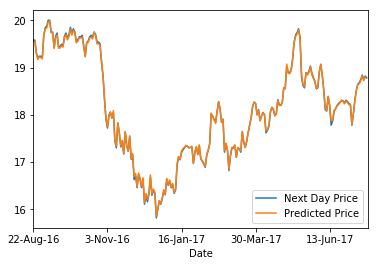 20
19
18
17
16
22-Aug-16 3-Nov-16 16-Jan-17 30-Mar-17 13-Jun-17
Date
Next Day Price
Predicted Price